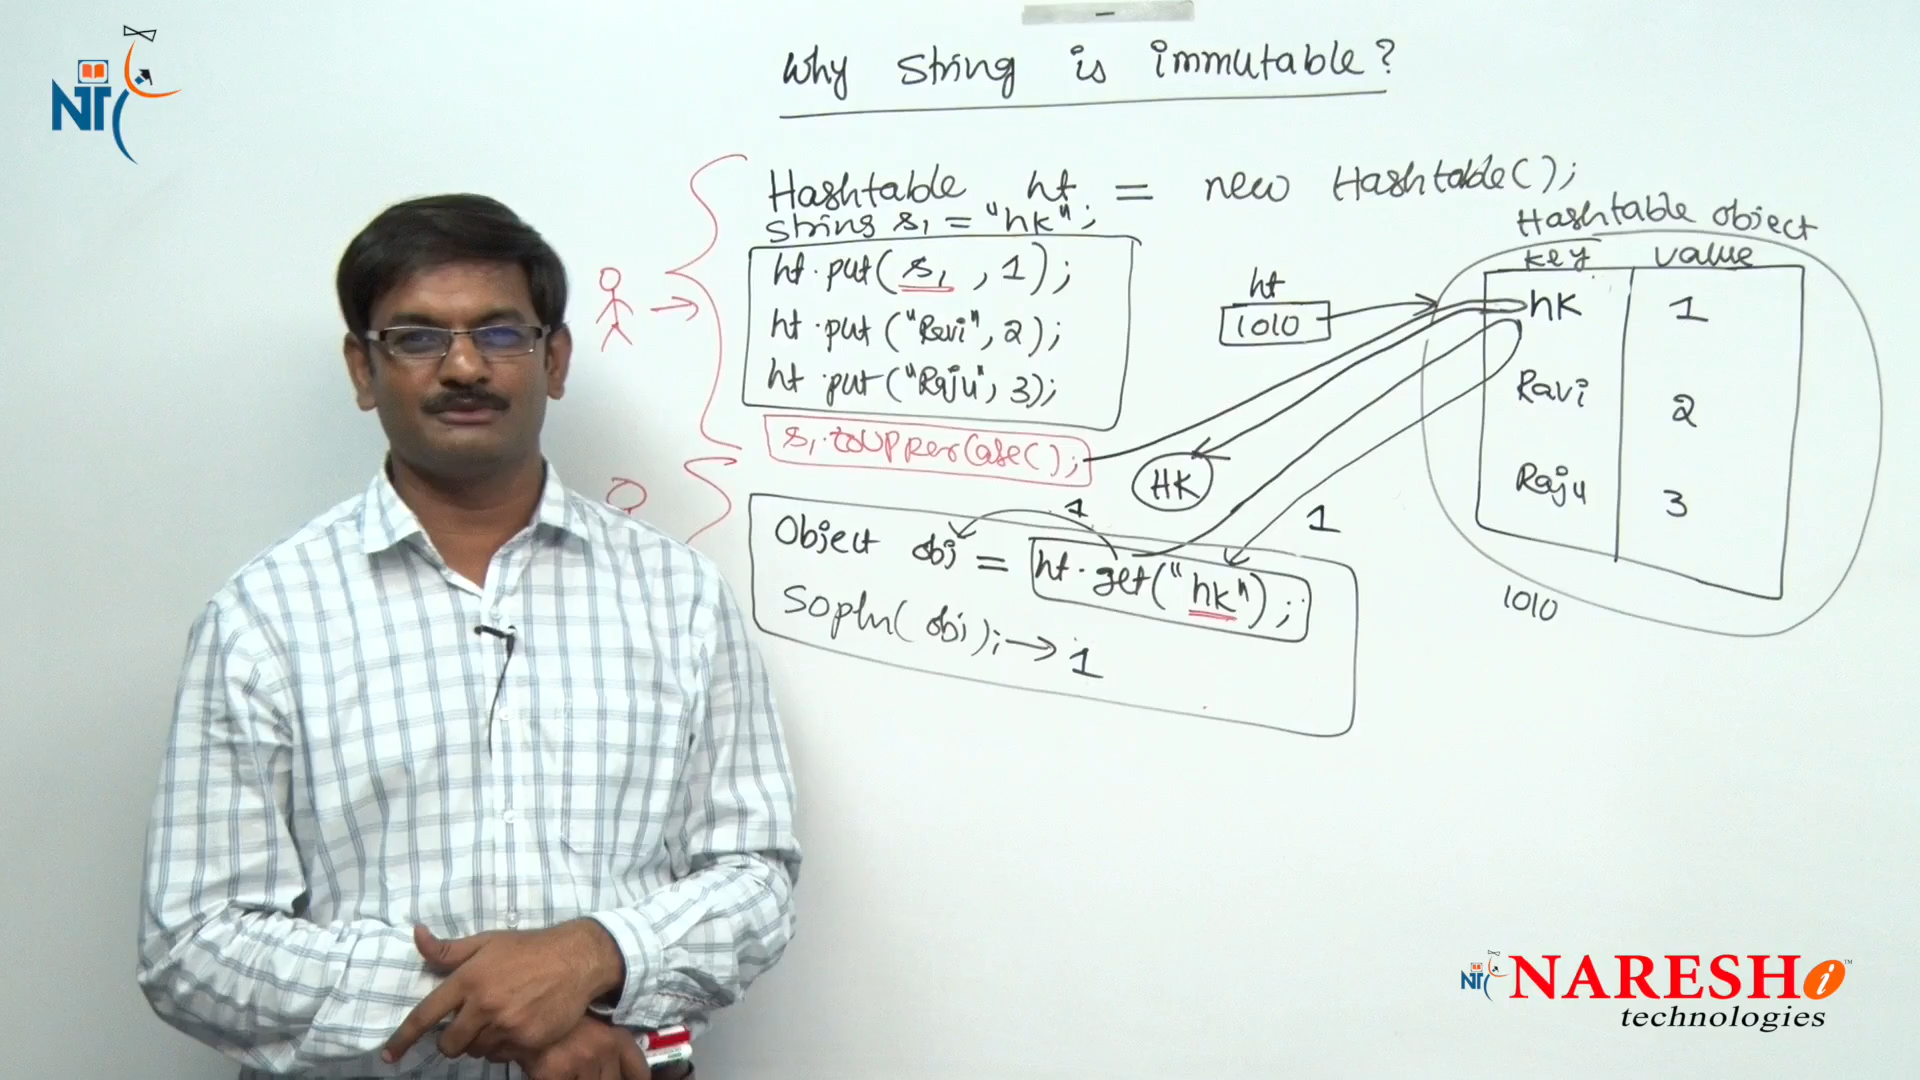 NTC
Why String is immutable?
Hashtable ht = new Hashtable();
String s1 = "hk";
ht.put(s1, 1);
ht.put("Ravi", 2);
ht.put("Raju", 3);
s1.toUpperCase();
HK
Object obj = ht.get("hk");
1
1
Sopln(obj); → 1
ht
1010
Hashtable object
key value
hk 1
Ravi 2
Raju 3
1010
NARESH i
technologies